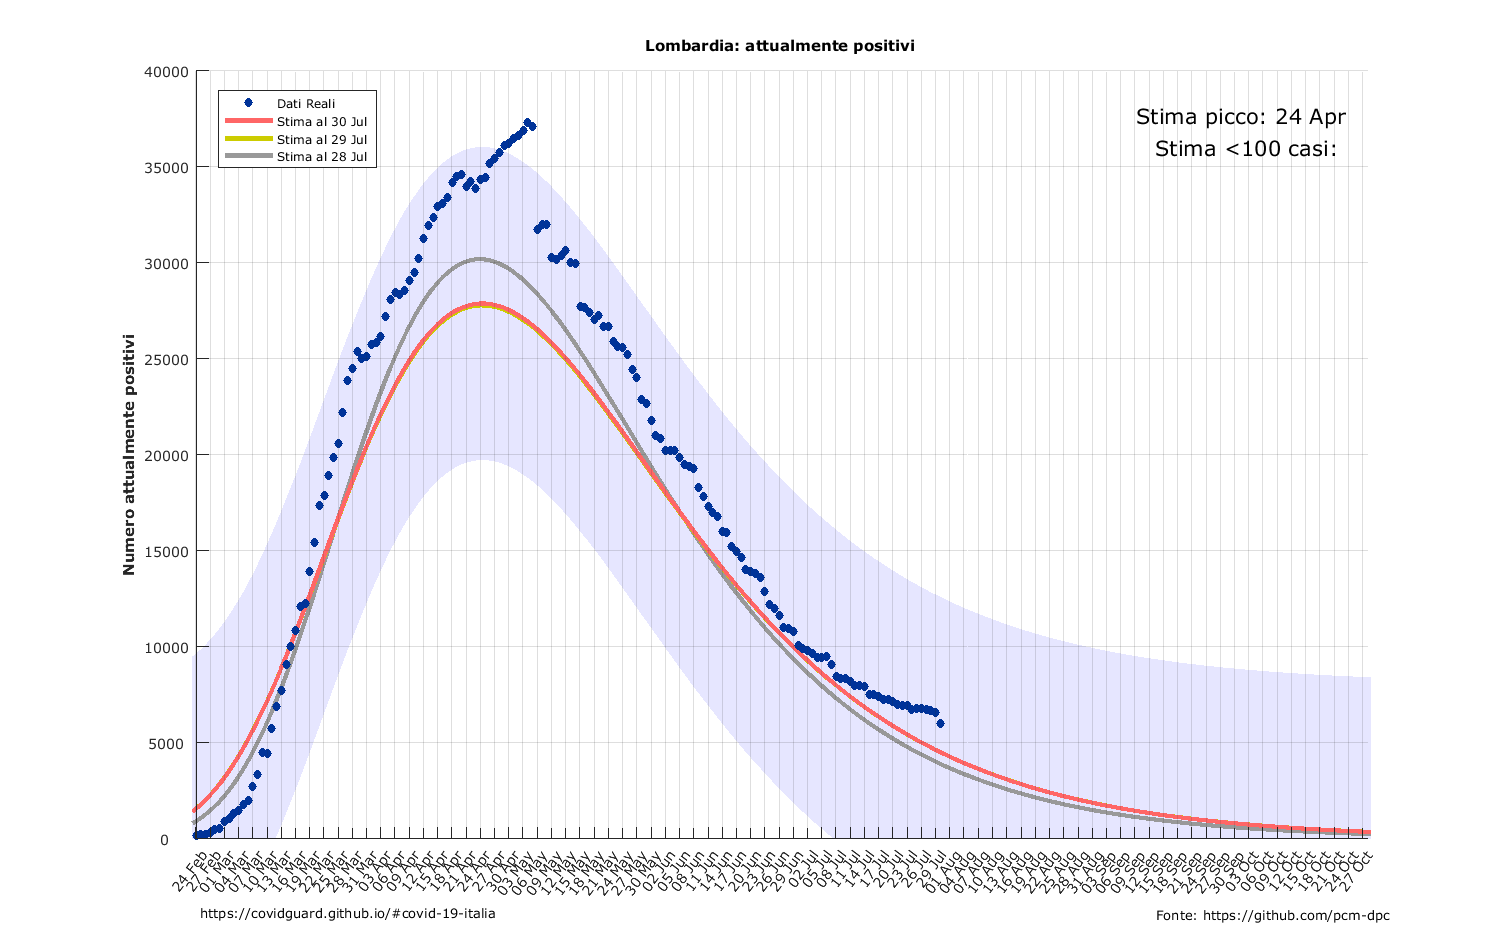 Lombardia: attualmente positivi
40000
35000
30000
25000
20000
15000
10000
5000
0
Numero attualmente positivi
Dati Reali
Stima al 30 Jul
Stima al 29 Jul
Stima al 28 Jul
Stima picco: 24 Apr
Stima <100 casi:
24 Feb
27 Feb
01 Mar
04 Mar
07 Mar
10 Mar
13 Mar
16 Mar
19 Mar
22 Mar
25 Mar
28 Mar
31 Mar
03 Apr
06 Apr
09 Apr
12 Apr
15 Apr
18 Apr
21 Apr
24 Apr
27 Apr
30 Apr
03 May
06 May
09 May
12 May
15 May
18 May
21 May
24 May
27 May
30 May
02 Jun
05 Jun
08 Jun
11 Jun
14 Jun
17 Jun
20 Jun
23 Jun
26 Jun
29 Jun
02 Jul
05 Jul
08 Jul
11 Jul
14 Jul
17 Jul
20 Jul
23 Jul
26 Jul
29 Jul
01 Aug
04 Aug
07 Aug
10 Aug
13 Aug
16 Aug
19 Aug
22 Aug
25 Aug
28 Aug
31 Aug
03 Sep
06 Sep
09 Sep
12 Sep
15 Sep
18 Sep
21 Sep
24 Sep
27 Sep
30 Sep
03 Oct
06 Oct
09 Oct
12 Oct
15 Oct
18 Oct
21 Oct
24 Oct
27 Oct
https://covidguard.github.io/#covid-19-italia
Fonte: https://github.com/pcm-dpc